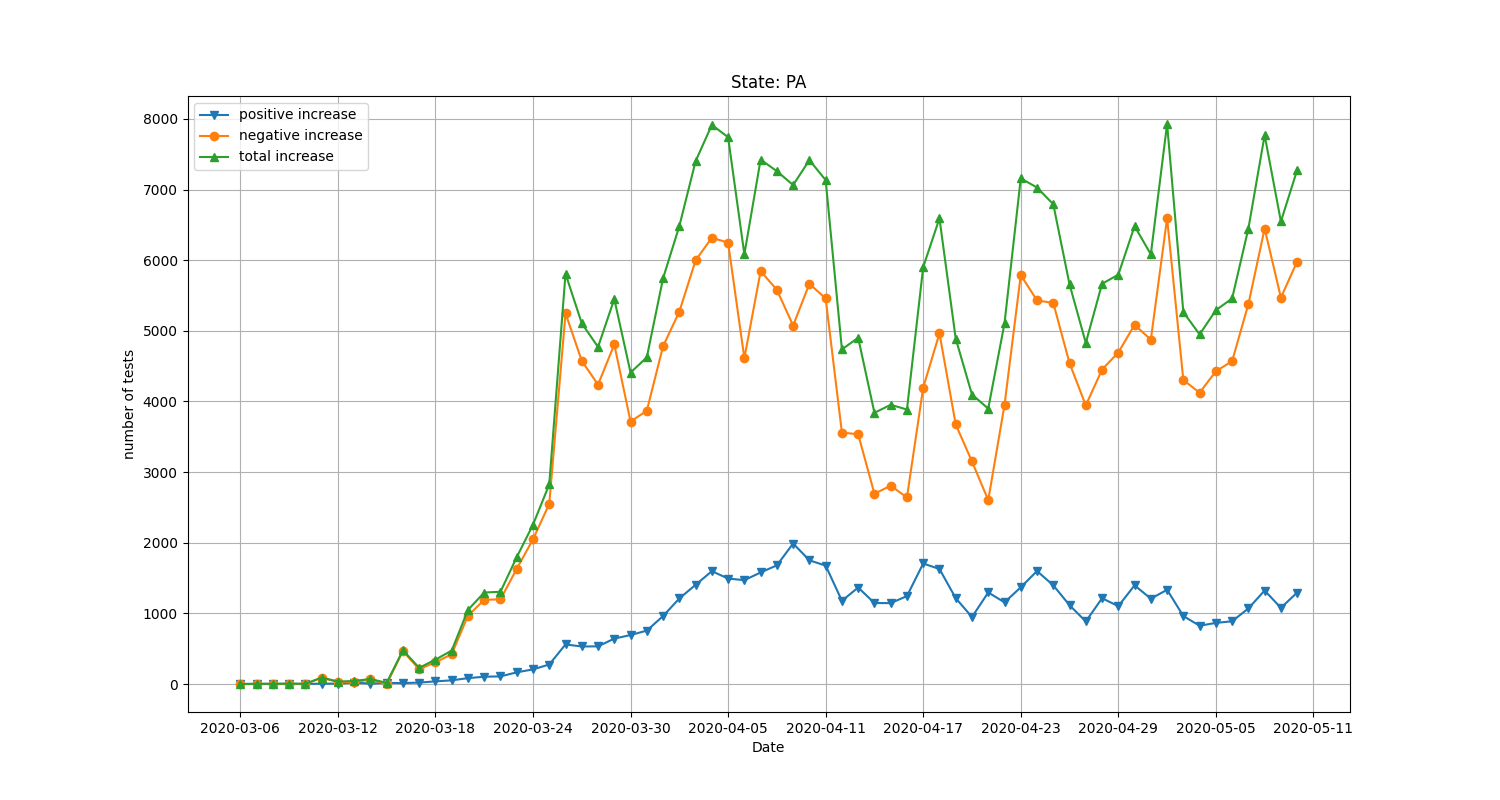 State: PA
positive increase
negative increase
total increase
8000
7000
6000
5000
4000
3000
2000
1000
0
number of tests
2020-03-06 2020-03-12 2020-03-18 2020-03-24 2020-03-30 2020-04-05 2020-04-11 2020-04-17 2020-04-23 2020-04-29 2020-05-05 2020-05-11
Date